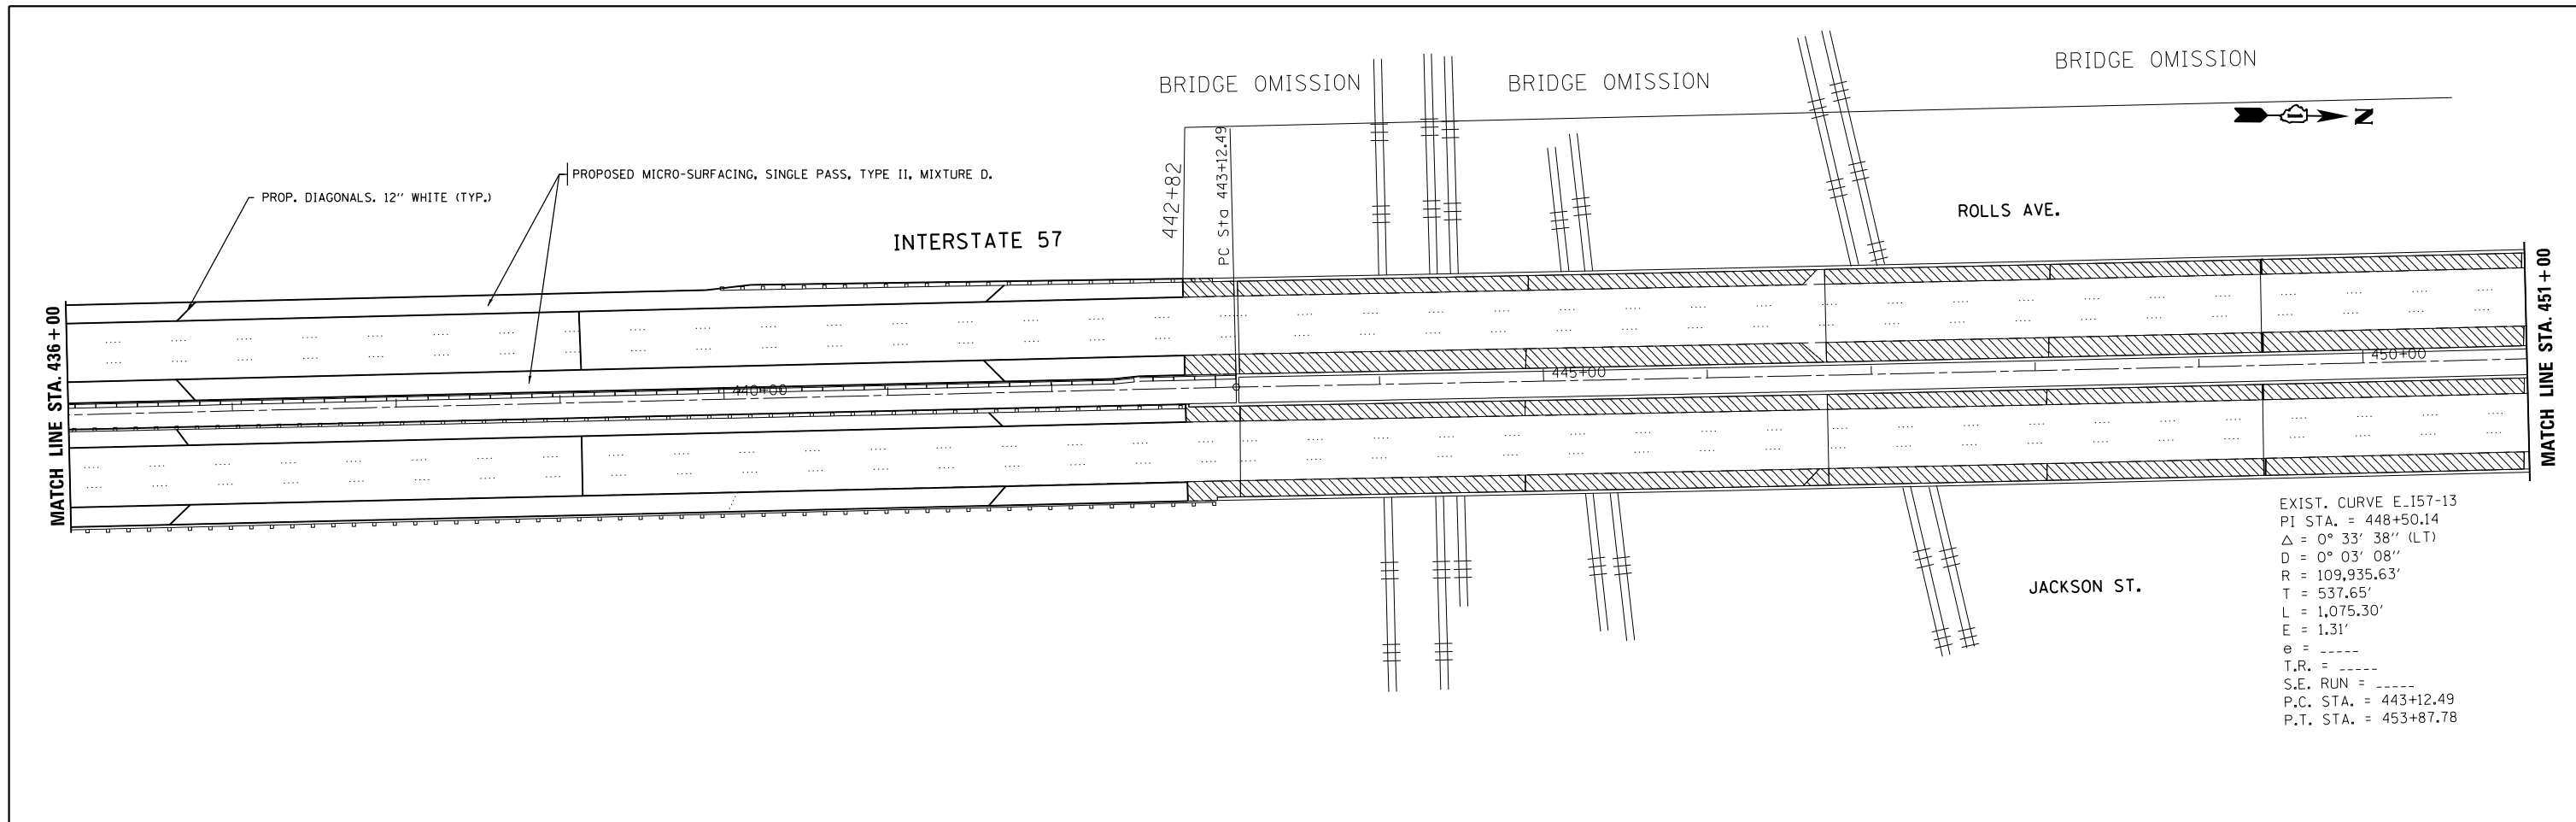 BRIDGE OMISSION
BRIDGE OMISSION
BRIDGE OMISSION
N
1
442+82
PC Sta 443+12.49
PROPOSED MICRO-SURFACING, SINGLE PASS, TYPE II, MIXTURE D.
PROP. DIAGONALS. 12'' WHITE (TYP.)
ROLLS AVE.
INTERSTATE 57
MATCH LINE STA. 436+00
440+00
445+00
450+00
MATCH LINE STA. 451+00
JACKSON ST.
EXIST. CURVE E_I57-13
PI STA. = 448+50.14
△ = 0° 33' 38'' (LT)
D = 0° 03' 08''
R = 109,935.63'
T = 537.65'
L = 1,075.30'
E = 1.31'
e = _____
T.R. = _____
S.E. RUN = _____
P.C. STA. = 443+12.49
P.T. STA. = 453+87.78